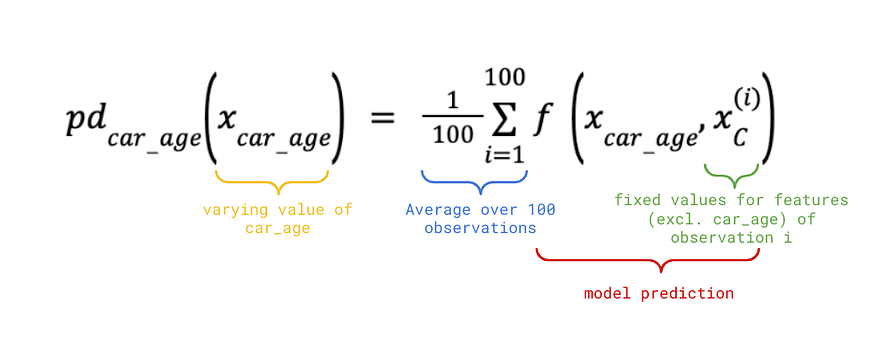 pd_car_age(x_car_age) = 1/100 100 Σ i=1 f(x_car_age, x_C^(i))
varying value of
car_age
Average over 100
observations
fixed values for features
(excl. car_age) of
observation i
model prediction